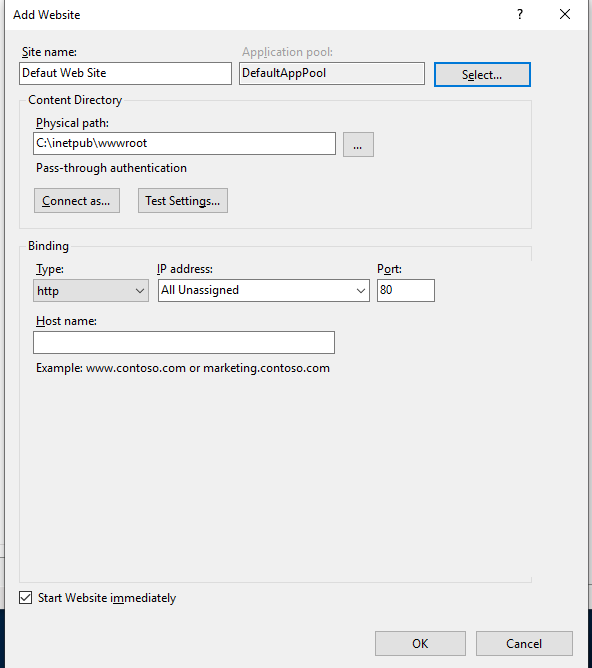 Add Website
?
Site name:
Application pool:
Defaut Web Site
DefaultAppPool
Select...
Content Directory
Physical path:
C:\inetpub\wwwroot
...
Pass-through authentication
Connect as...
Test Settings...
Binding
Type:
IP address:
Port:
http
All Unassigned
80
Host name:
Example: www.contoso.com or marketing.contoso.com
Start Website immediately
OK
Cancel